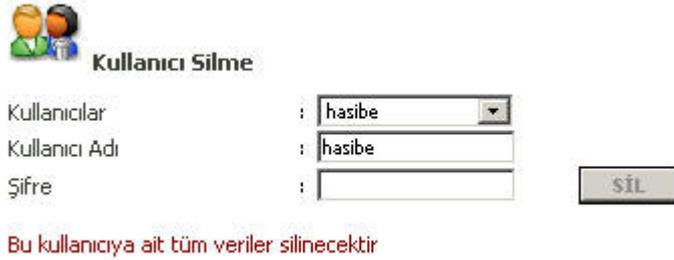 Kullanıcı Silme
Kullanıcılar : hasibe
Kullanıcı Adı : hasibe
Şifre : SİL
Bu kullanıcıya ait tüm veriler silinecektir